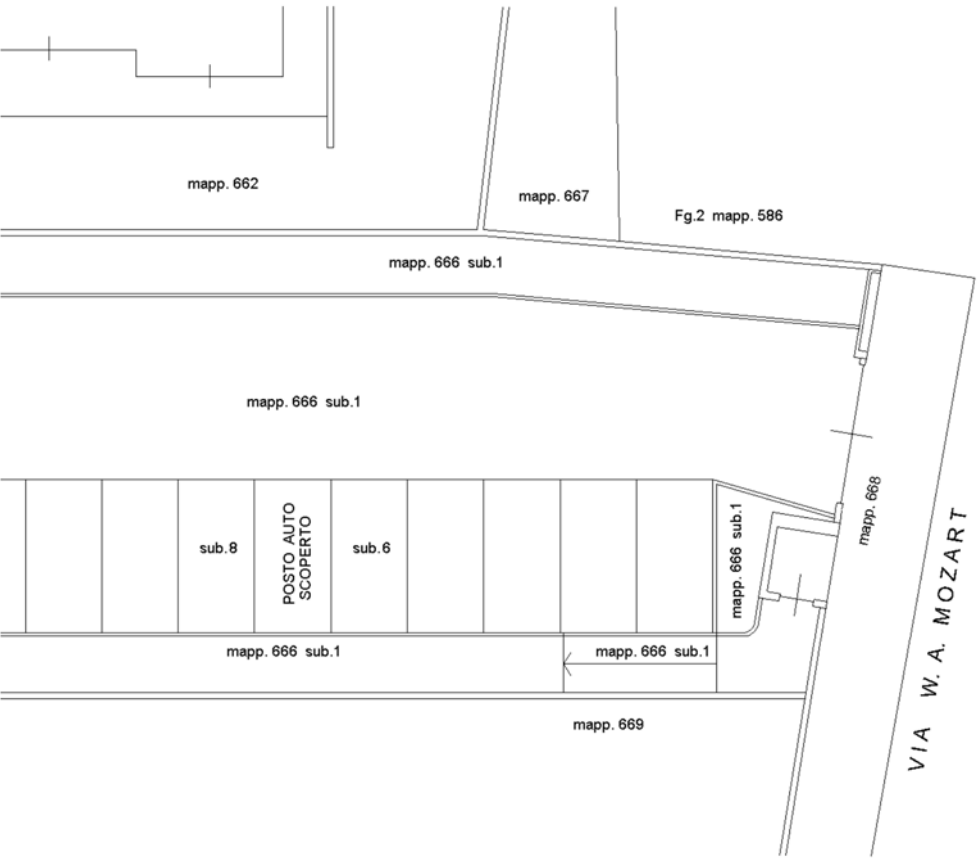 mapp. 662
mapp. 667
Fg.2 mapp. 586
mapp. 666 sub.1
mapp. 666 sub.1
mapp. 668
sub.8
POSTO AUTO
SCOPERTO
sub.6
mapp. 666 sub.1
VIA W. A. MOZART
mapp. 666 sub.1
mapp. 666 sub.1
mapp. 669